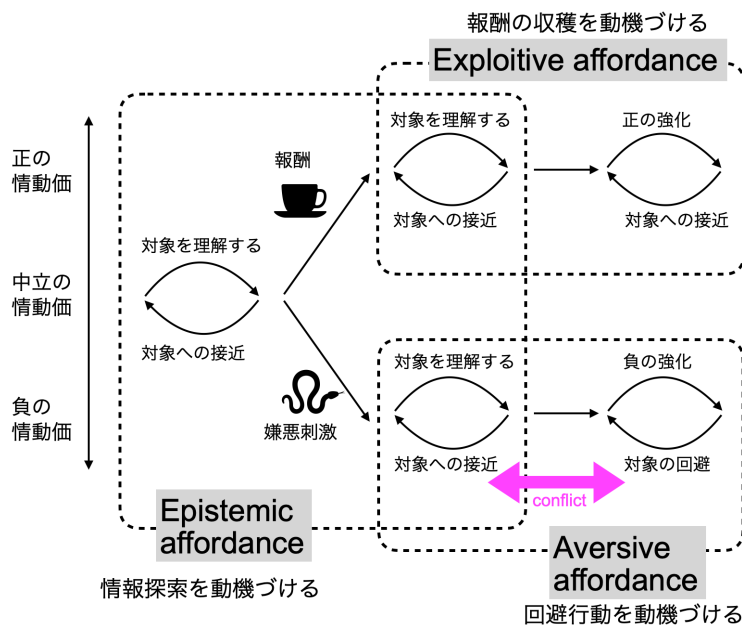 報酬の収穫を動機づける
Exploitive affordance
正の
情動価
中立の
情動価
負の
情動価
対象を理解する
対象への接近
報酬
嫌悪刺激
対象を理解する
対象への接近
正の強化
対象への接近
対象を理解する
対象への接近
負の強化
対象の回避
conflict
Epistemic
affordance
情報探索を動機づける
Aversive
affordance
回避行動を動機づける